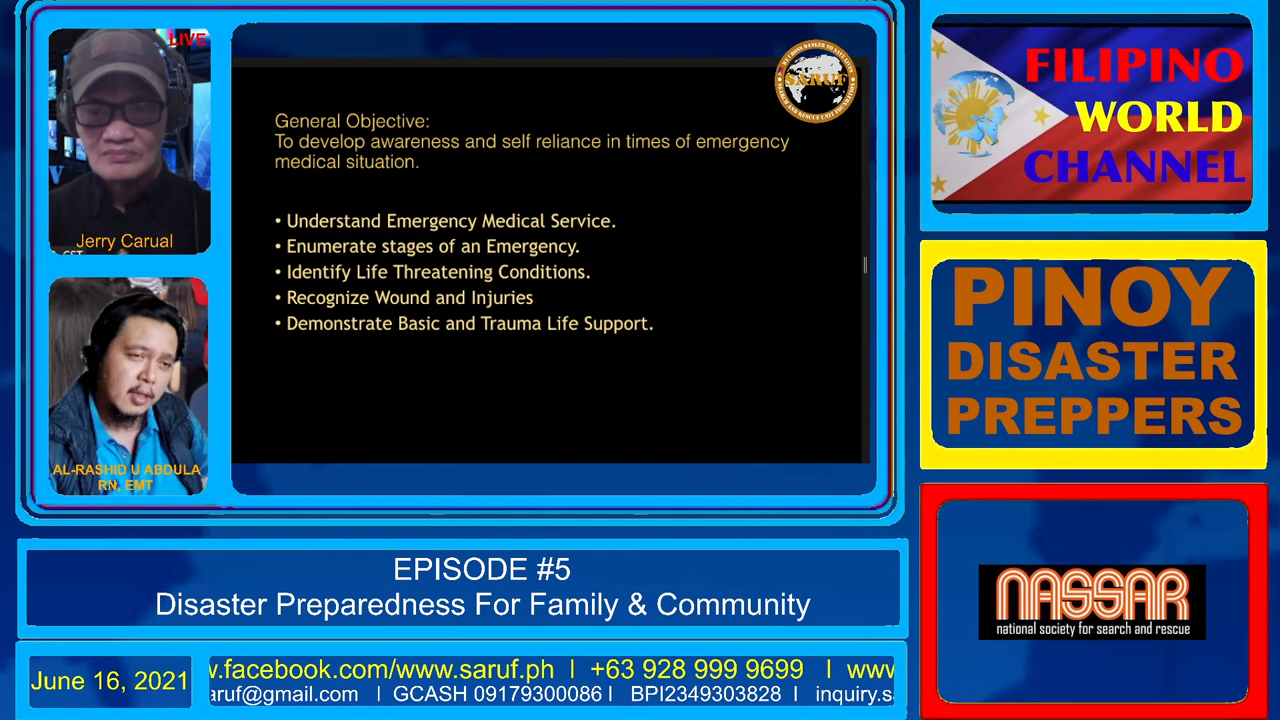 LIVE
Jerry Carual
AL-RASHID U ABDULA
RN, EMT
SARUF
General Objective:
To develop awareness and self reliance in times of emergency
medical situation.
• Understand Emergency Medical Service.
• Enumerate stages of an Emergency.
• Identify Life Threatening Conditions.
• Recognize Wound and Injuries
• Demonstrate Basic and Trauma Life Support.
FILIPINO
WORLD
CHANNEL
PINOY
DISASTER
PREPPERS
NASSAR
national society for search and rescue
EPISODE #5
Disaster Preparedness For Family & Community
June 16, 2021
w.facebook.com/www.saruf.ph | +63 928 999 9699 | www
aruf@gmail.com | GCASH 09179300086 | BPI2349303828 | inquiry.s